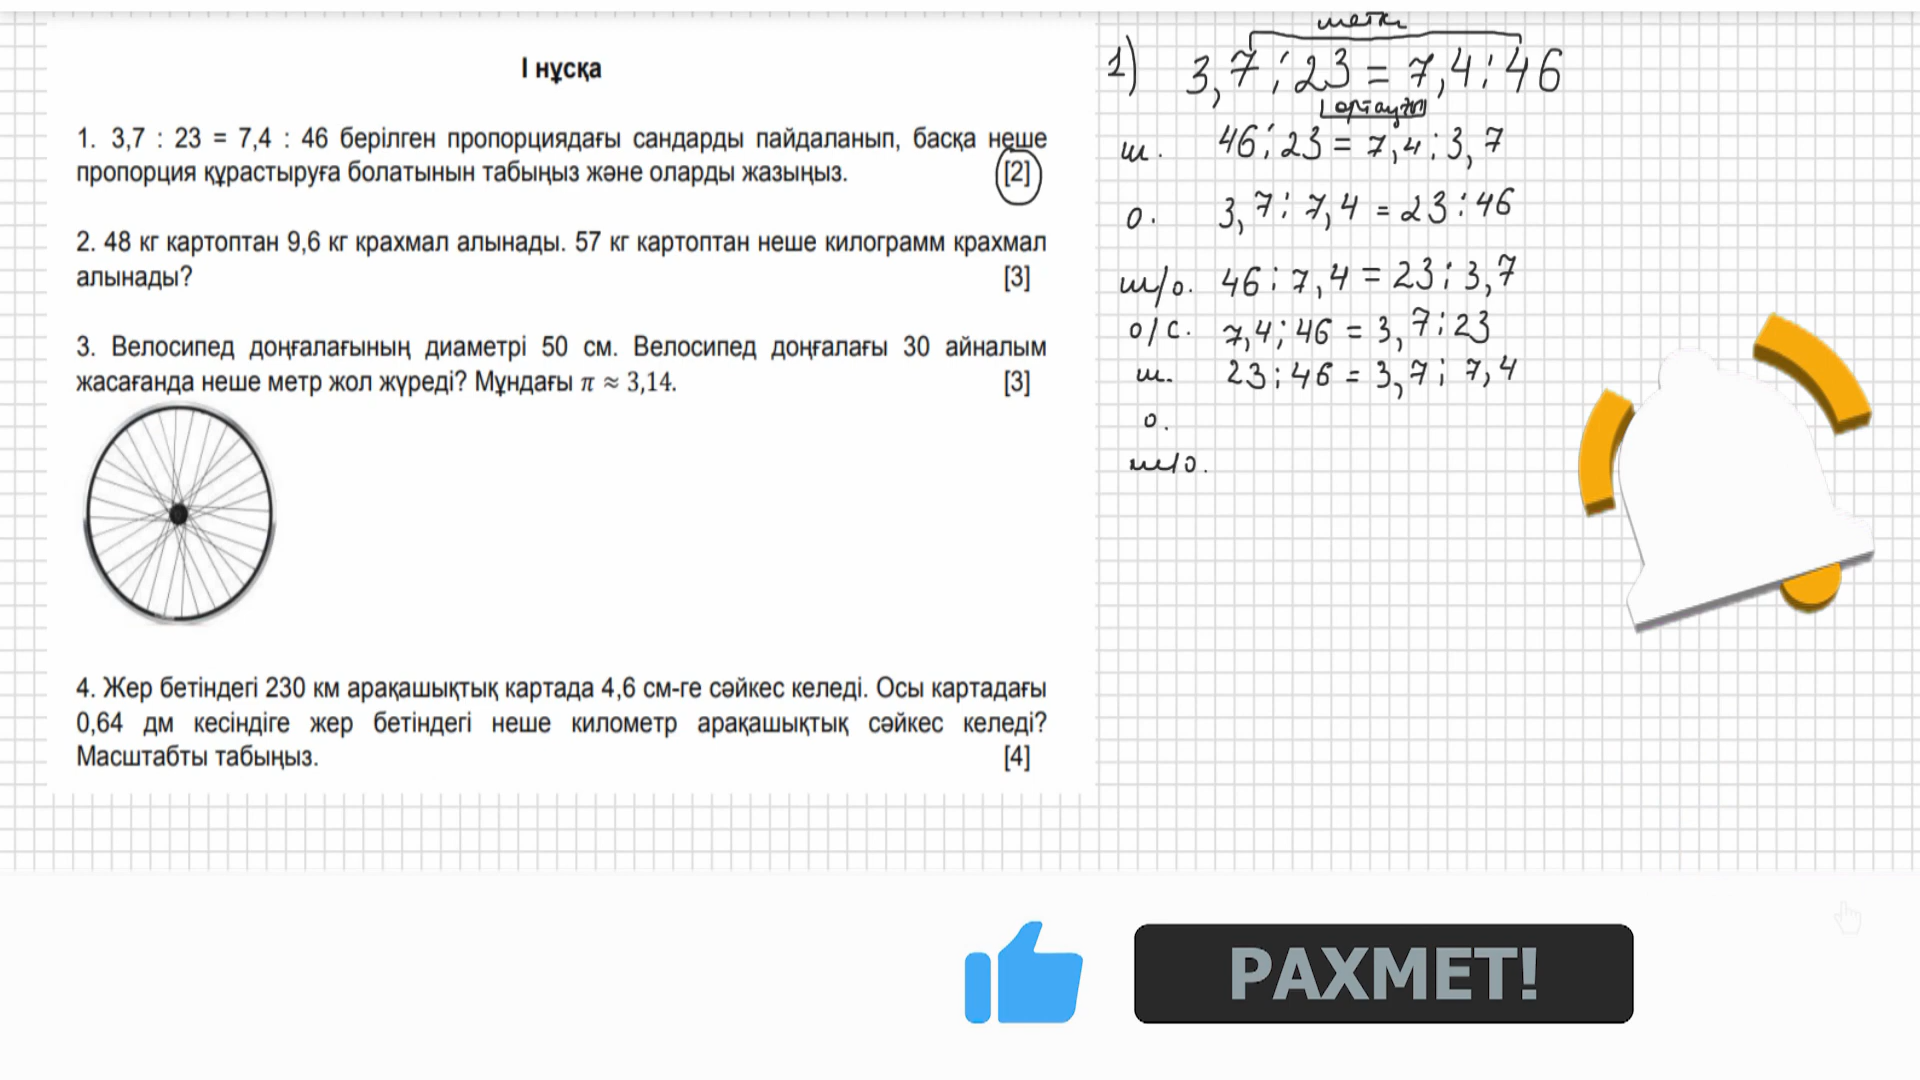 І нұсқа
1. 3,7 : 23 = 7,4 : 46 берілген пропорциядағы сандарды пайдаланып, басқа неше
пропорция құрастыруға болатынын табыңыз және оларды жазыңыз. [2]
2. 48 кг картоптан 9,6 кг крахмал алынады. 57 кг картоптан неше килограмм крахмал
алынады? [3]
3. Велосипед доңғалағының диаметрі 50 см. Велосипед доңғалағы 30 айналым
жасағанда неше метр жол жүреді? Мұндағы π ≈ 3,14. [3]
4. Жер бетіндегі 230 км арақашықтық картада 4,6 см-ге сәйкес келеді. Осы картадағы
0,64 дм кесіндіге жер бетіндегі неше километр арақашықтық сәйкес келеді?
Масштабты табыңыз. [4]
шеткі
1) 3,7 : 23 = 7,4 : 46
ортаңғы
ш. 46 : 23 = 7,4 : 3,7
о. 3,7 : 7,4 = 23 : 46
ш/о. 46 : 7,4 = 23 : 3,7
о/с. 7,4 : 46 = 3,7 : 23
ш. 23 : 46 = 3,7 : 7,4
о.
ш/о.
РАХМЕТ!